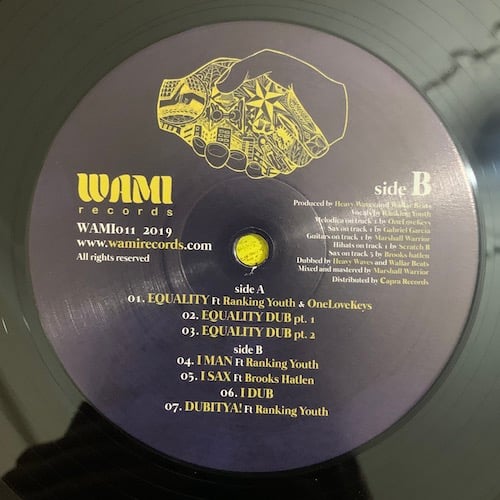 WAMI
records
WAMI011 2019
www.wamirecords.com
All rights reserved
side B
Produced by Heavy Waves and Wallar Beats
Vocals by Ranking Youth
Melodica on track 1 by OneLoveKeys
Sax on track 1 by Gabriel Garcia
Guitars on track 1 by Marshall Warrior
Hihats on track 1 by Scratch R
Sax on track 5 by Brooks hatlen
Dubbed by Heavy Waves and Wallar Beats
Mixed and mastered by Marshall Warrior
Distributed by Capra Records
side A
01. EQUALITY Ft Ranking Youth & OneLoveKeys
02. EQUALITY DUB pt. 1
03. EQUALITY DUB pt. 2
side B
04. I MAN Ft Ranking Youth
05. I SAX Ft Brooks Hatlen
06. I DUB
07. DUBITYA! Ft Ranking Youth